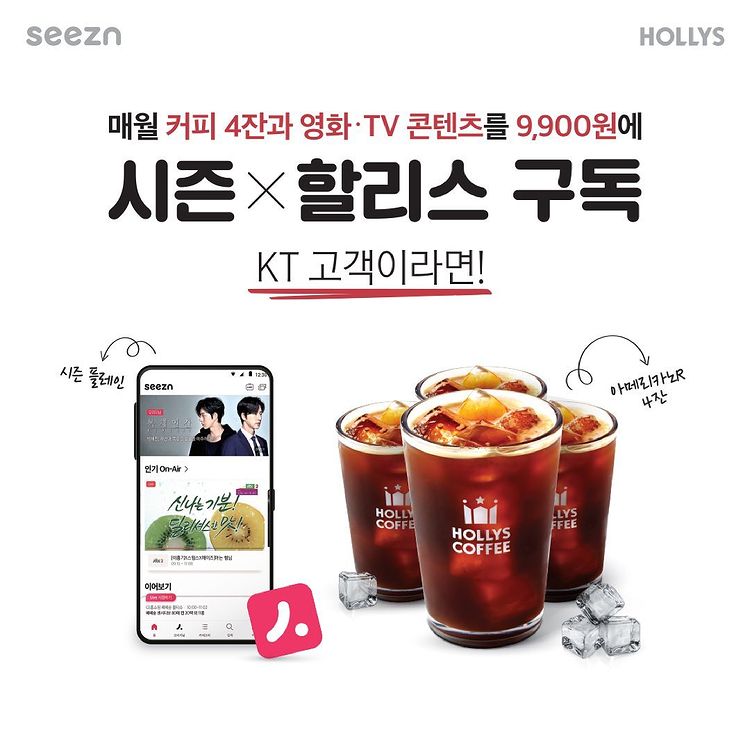 seezn
HOLLYS
매월 커피 4잔과 영화·TV 콘텐츠를 9,900원에
시즌×할리스 구독
KT 고객이라면!
시즌 플레인
아메리카노R
4잔
12:30
seezn
인기 On-Air >
신나는 기분!
이어보기
HOLLYS
COFFEE
HOLLYS
COFFEE
HOLLYS
COFFEE